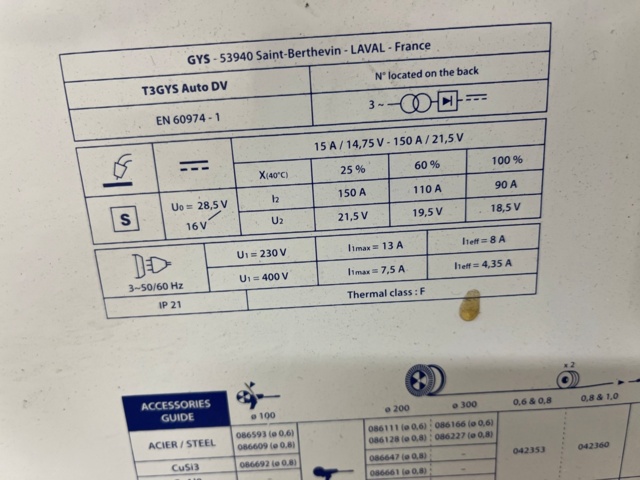 GYS - 53940 Saint-Berthevin - LAVAL - France
T3GYS Auto DV
N° located on the back
EN 60974 - 1
3 ~
15 A / 14,75 V - 150 A / 21,5 V
X(40°C) 25 % 60 % 100 %
S
U0 = 28,5 V
16 V
I2 150 A 110 A 90 A
U2 21,5 V 19,5 V 18,5 V
3~50/60 Hz
U1 = 230 V I1max = 13 A I1eff = 8 A
U1 = 400 V I1max = 7,5 A I1eff = 4,35 A
IP 21 Thermal class : F
ACCESSORIES
GUIDE
ø 100 ø 200 ø 300 0,6 & 0,8 0,8 & 1,0
x 2
ACIER / STEEL
086593 (ø 0,6) 086111 (ø 0,6) 086166 (ø 0,6)
086609 (ø 0,8) 086128 (ø 0,8) 086227 (ø 0,8)
042353 042360
CuSi3 086692 (ø 0,8) 086647 (ø 0,8) -
086661 (ø 0,8) -